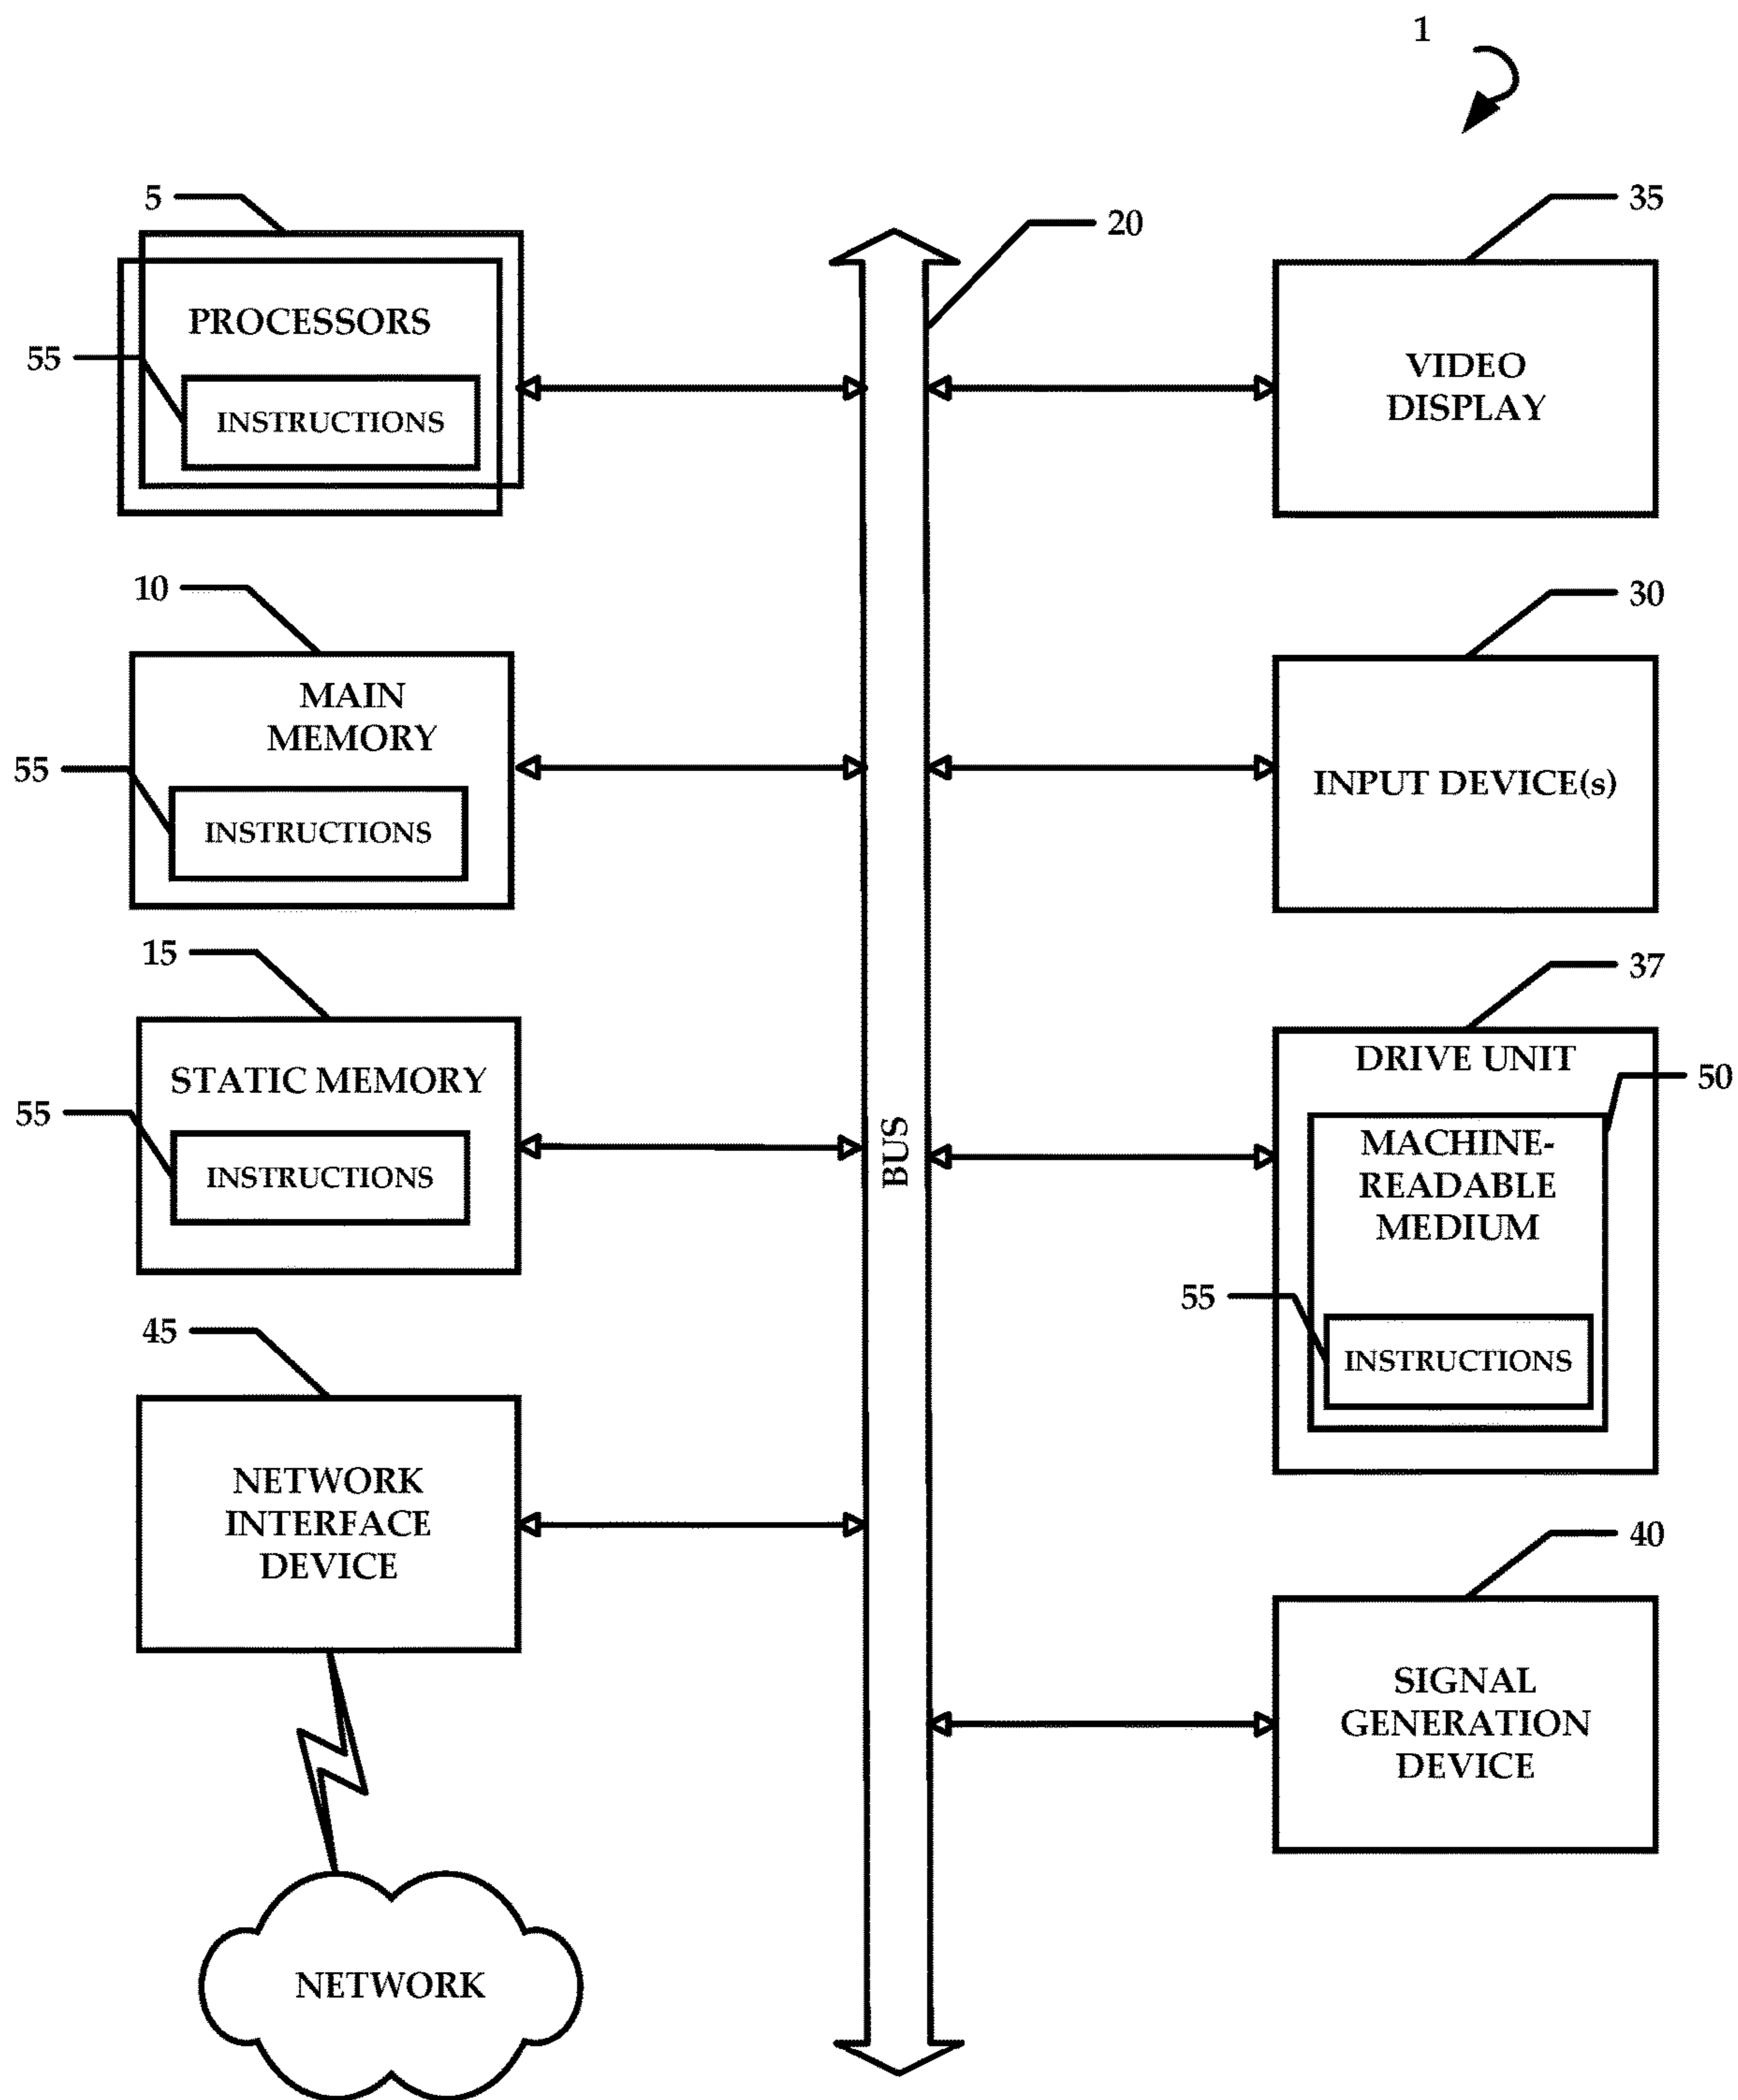 1
5
PROCESSORS
55
INSTRUCTIONS
20
35
VIDEO
DISPLAY
10
MAIN
MEMORY
55
INSTRUCTIONS
30
INPUT DEVICE(s)
15
STATIC MEMORY
55
INSTRUCTIONS
BUS
37
DRIVE UNIT
50
MACHINE-
READABLE
MEDIUM
55
INSTRUCTIONS
45
NETWORK
INTERFACE
DEVICE
40
SIGNAL
GENERATION
DEVICE
NETWORK